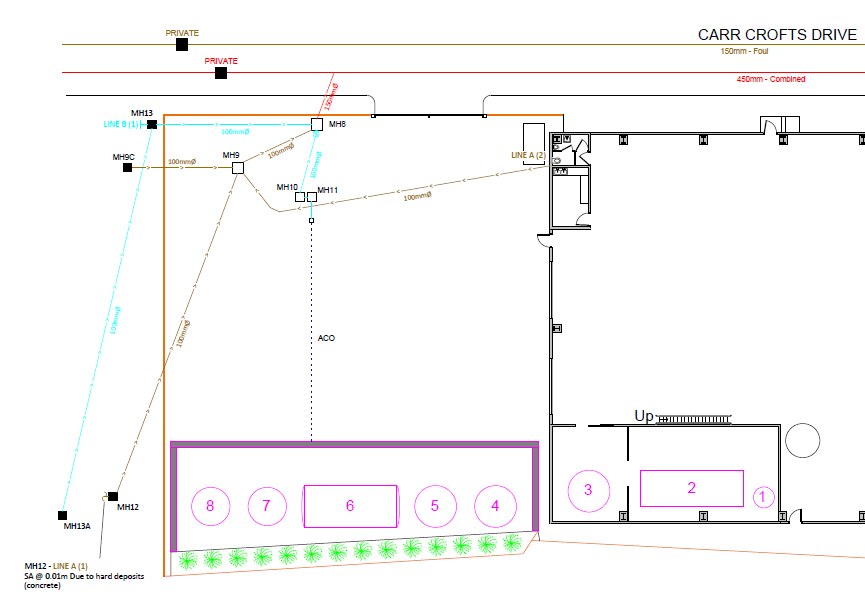 PRIVATE
CARR CROFTS DRIVE
150mm - Foul
PRIVATE
450mm - Combined
150mmØ
MH13
LINE B (1)
100mmØ
MH8
MH9C
100mmØ
MH9
100mmØ
LINE A (2)
MH10
MH11
100mmØ
100mmØ
100mmØ
ACO
Up
8
7
6
5
4
3
2
1
MH12
MH13A
MH12 - LINE A (1)
SA @ 0.01m Due to hard deposits
(concrete)